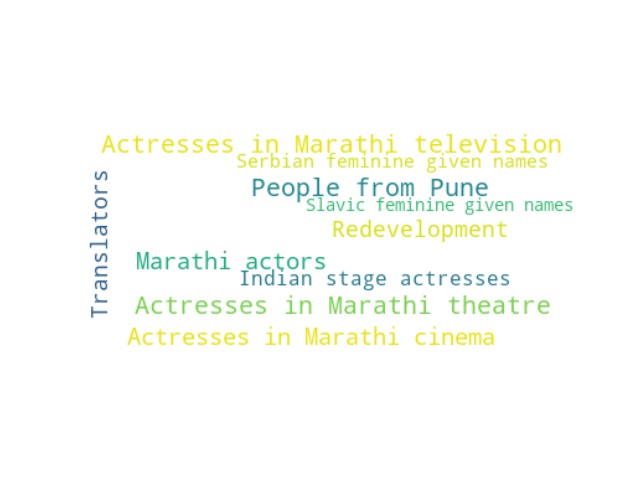 Actresses in Marathi television
Serbian feminine given names
People from Pune
Slavic feminine given names
Translators
Redevelopment
Marathi actors
Indian stage actresses
Actresses in Marathi theatre
Actresses in Marathi cinema